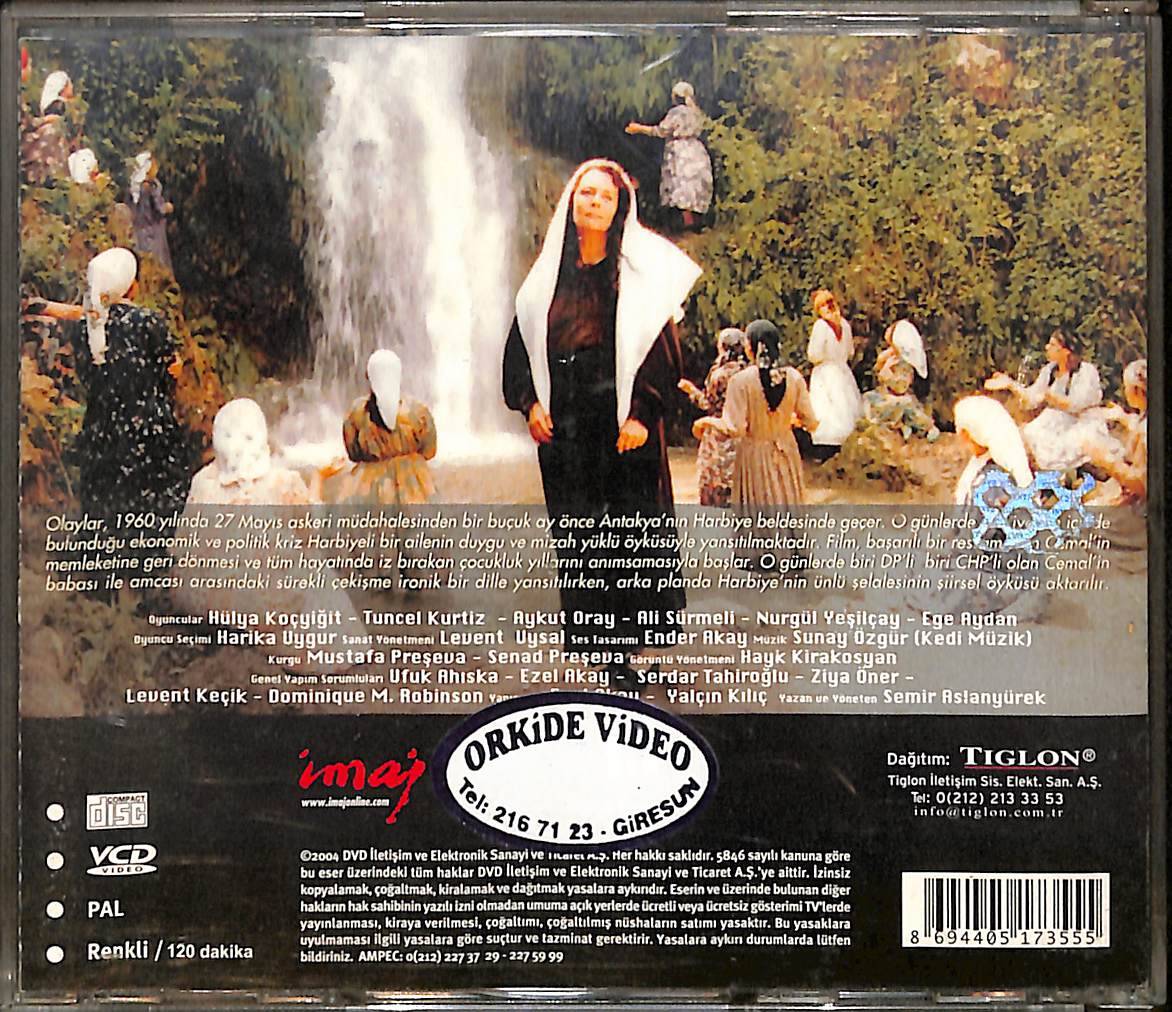 Olaylar, 1960 yılında 27 Mayıs askeri müdahalesinden bir buçuk ay önce Antakya'nın Harbiye beldesinde geçer. O günlerde
bulunduğu ekonomik ve politik kriz Harbiyeli bir ailenin duygu ve mizah yüklü öyküsüyle yansıtılmaktadır. Film, başarılı bir Cemal'in
memleketine geri dönmesi ve tüm hayatında iz bırakan çocukluk yıllarını anımsamasıyla başlar. O günlerde biri DP'li biri CHP'li olan Cemal'in
babası ile amcası arasındaki sürekli çekişme ironik bir dille yansıtılırken, arka planda Harbiye'nin ünlü şelalesinin şiirsel öyküsü aktarılır.
Oyuncular Hülya Koçyiğit - Tuncel Kurtiz - Aykut Oray - Ali Sürmeli - Nurgül Yeşilçay - Ege Aydan
Oyuncu Seçimi Harika Uygur Sanat Yönetmeni Levent Uysal Ses Tasarımı Ender Akay Müzik Sunay Özgür (Kedi Müzik)
Kurgu Mustafa Preşeva - Senad Preşeva Görüntü Yönetmeni Hayk Kirakosyan
Genel Yapım Sorumluları Ufuk Ahıska - Ezel Akay - Serdar Tahiroğlu - Ziya Öner -
Levent Keçik - Dominique M. Robinson Akay - Yalçın Kılıç Yazan ve Yöneten Semir Aslanyürek
imaj
www.imajonline.com
ORKİDE VİDEO
Tel: 216 71 23 - GİRESUN
Dağıtım: TIGLON®
Tiglon İletişim Sis. Elekt. San. A.Ş.
Tel: 0(212) 213 33 53
info@tiglon.com.tr
COMPACT
disc
VCD
VIDEO
PAL
Renkli / 120 dakika
©2004 DVD İletişim ve Elektronik Sanayi ve Ticaret A.Ş. Her hakkı saklıdır. 5846 sayılı kanuna göre
bu eser üzerindeki tüm haklar DVD İletişim ve Elektronik Sanayi ve Ticaret A.Ş.'ye aittir. İzinsiz
kopyalamak, çoğaltmak, kiralamak ve dağıtmak yasalara aykırıdır. Eserin ve üzerinde bulunan diğer
hakların hak sahibinin yazılı izni olmadan umuma açık yerlerde ücretli veya ücretsiz gösterimi TV'lerde
yayınlanması, kiraya verilmesi, çoğaltımı, çoğaltılmış nüshaların satımı yasaktır. Bu yasaklara
uyulmaması ilgili yasalara göre suçtur ve tazminat gerektirir. Yasalara aykırı durumlarda lütfen
bildiriniz. AMPEC: 0(212) 227 37 29 - 227 59 99
8 694405 173555